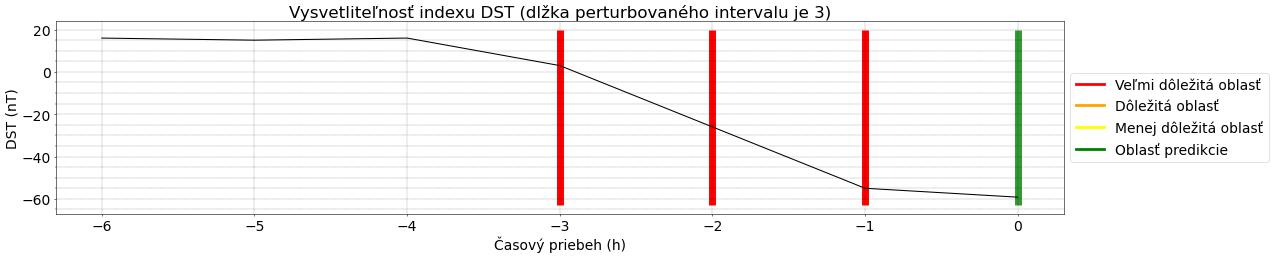 Vysvetliteľnosť indexu DST (dĺžka perturbovaného intervalu je 3)
20
0
−20
−40
−60
DST (nT)
−6 −5 −4 −3 −2 −1 0
Časový priebeh (h)
Veľmi dôležitá oblasť
Dôležitá oblasť
Menej dôležitá oblasť
Oblasť predikcie